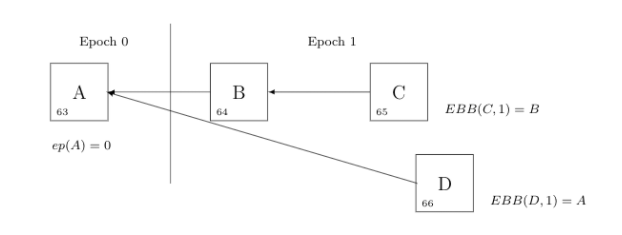 Epoch 0
Epoch 1
A
63
B
64
C
65
EBB(C, 1) = B
ep(A) = 0
D
66
EBB(D, 1) = A